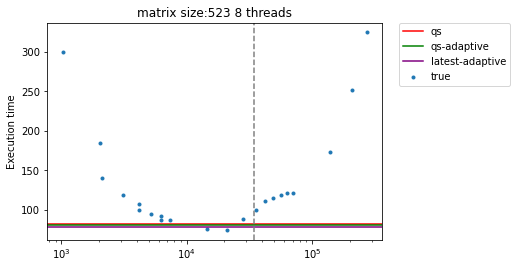 matrix size:523 8 threads
qs
qs-adaptive
latest-adaptive
true
Execution time
300
250
200
150
100
10³
10⁴
10⁵